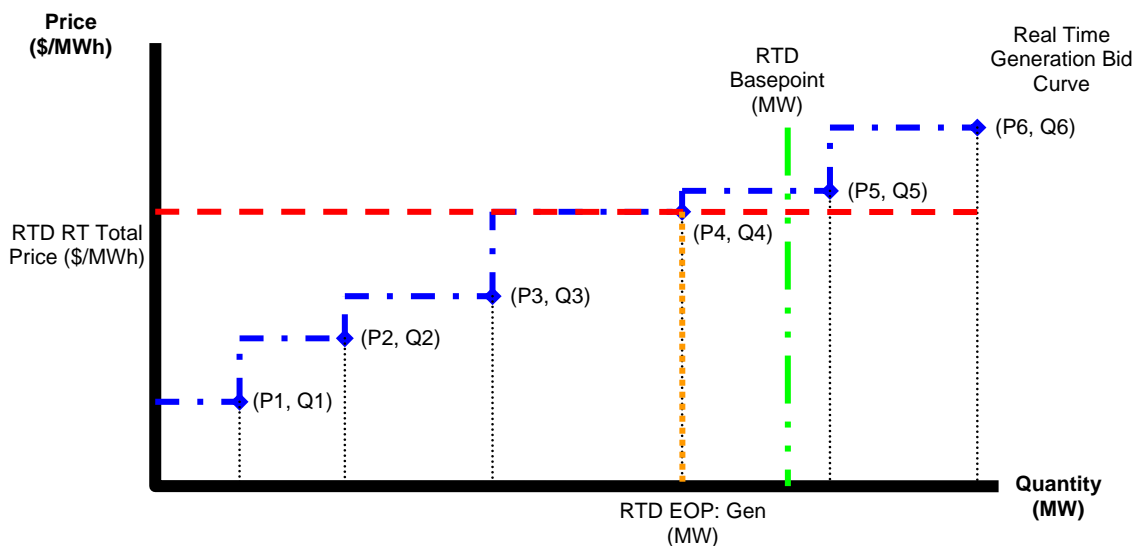 Price
($/MWh)
Real Time
Generation Bid
Curve
RTD
Basepoint
(MW)
(P6, Q6)
(P5, Q5)
RTD RT Total
Price ($/MWh)
(P4, Q4)
(P3, Q3)
(P2, Q2)
(P1, Q1)
Quantity
(MW)
RTD EOP: Gen
(MW)